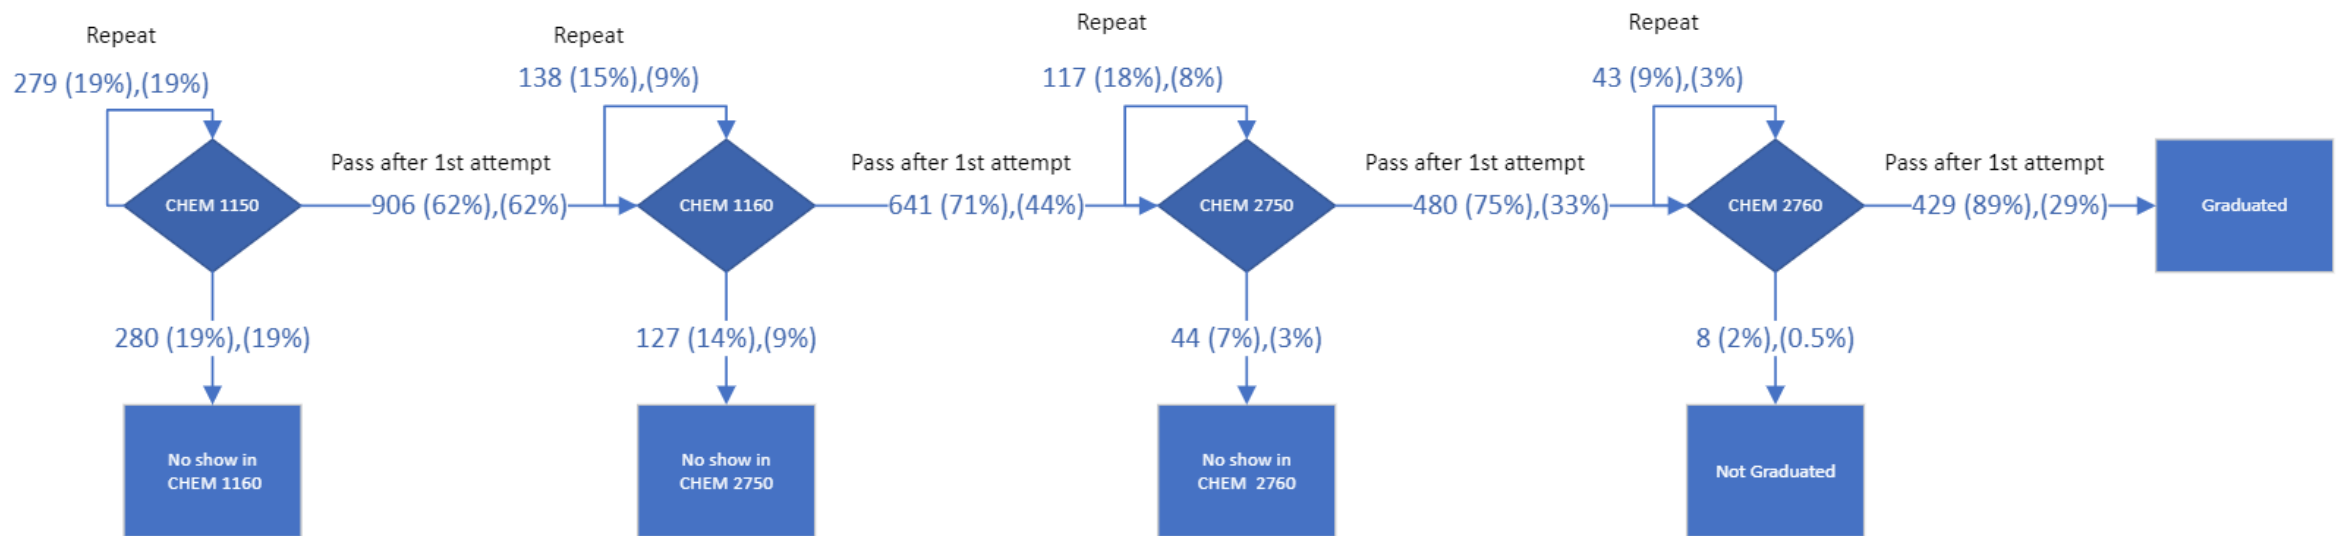 Repeat
Repeat
Repeat
Repeat
279 (19%),(19%)
138 (15%),(9%)
117 (18%),(8%)
43 (9%),(3%)
Pass after 1st attempt
Pass after 1st attempt
Pass after 1st attempt
Pass after 1st attempt
CHEM 1150
906 (62%),(62%)
CHEM 1160
641 (71%),(44%)
CHEM 2750
480 (75%),(33%)
CHEM 2760
429 (89%),(29%)
Graduated
280 (19%),(19%)
127 (14%),(9%)
44 (7%),(3%)
8 (2%),(0.5%)
No show in
CHEM 1160
No show in
CHEM 2750
No show in
CHEM  2760
Not Graduated